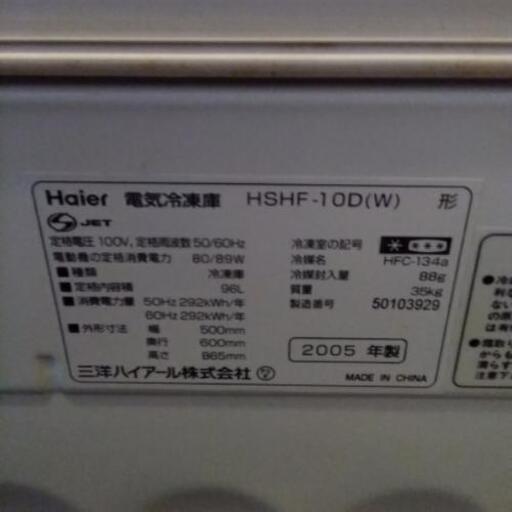 Haier 電気冷凍庫 HSHF-10D(W) 形
JET
定格電圧 100V, 定格周波数 50/60Hz
電動機の定格消費電力 80/89W
■ 種類 冷凍庫
■ 定格内容積 96L
■ 消費電力量 50Hz 292kWh/年
60Hz 292kWh/年
■ 外形寸法 幅 500mm
奥行 600mm
高さ 865mm
三洋ハイアール株式会社
冷凍室の記号
冷媒名 HFC-134a
冷媒封入量 88g
質量 35kg
製造番号 50103929
2005 年製
MADE IN CHINA